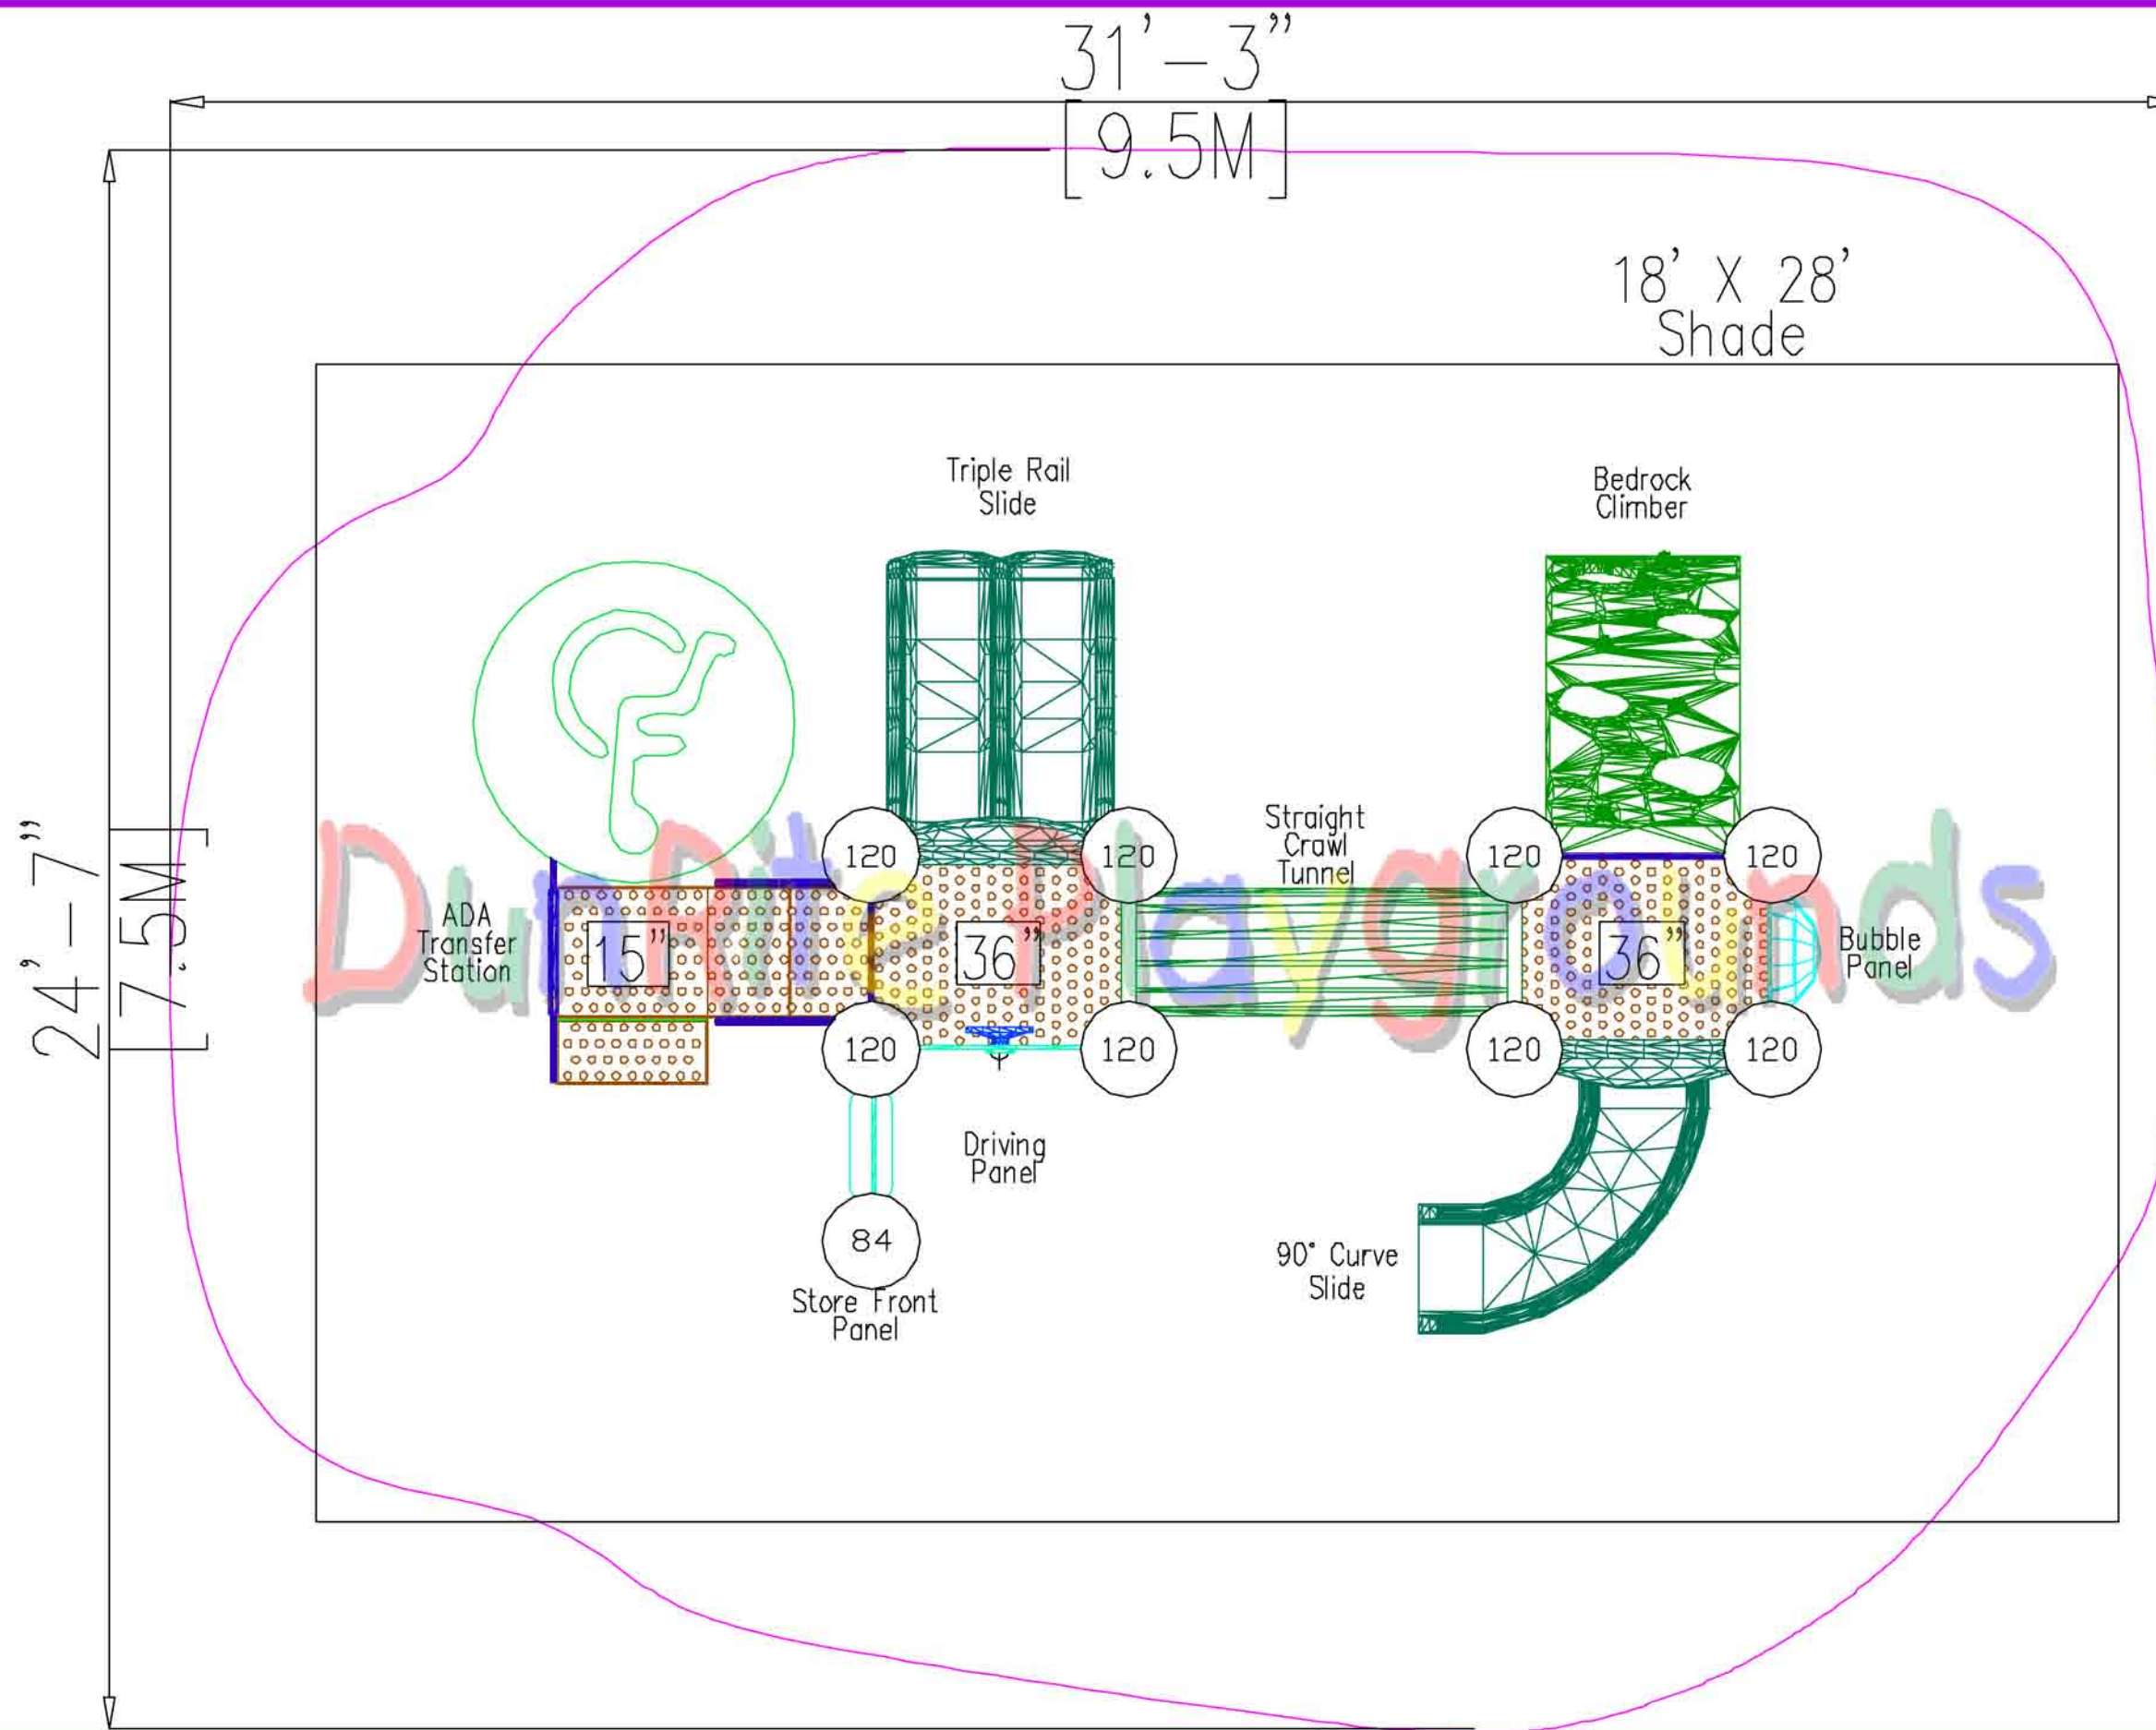 31'-3"
[9.5M]
18' X 28'
Shade
Triple Rail
Slide
Bedrock
Climber
24'-7"
[7.5M]
Straight
Crawl
Tunnel
120
120
120
120
DunRite Playgrounds
ADA
Transfer
Station
15"
36"
36"
Bubble
Panel
120
120
120
120
Driving
Panel
84
Store Front
Panel
90° Curve
Slide